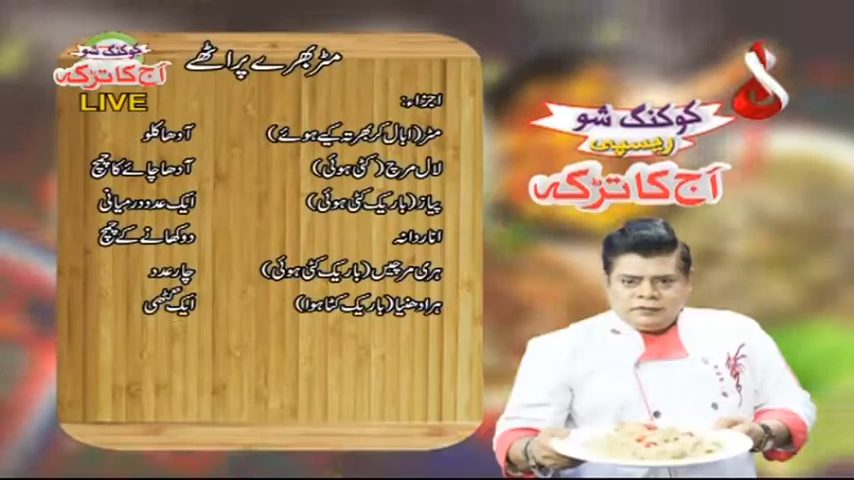 کوکنگ شو
آج کا تڑکہ
LIVE
مٹر بھرے پراٹھے
اجزاء:
مٹر (ابال کر بھرتہ کیے ہوئے) آدھا کلو
لال مرچ (کٹی ہوئی) آدھا چائے کا چمچ
پیاز (باریک کٹی ہوئی) ایک عدد درمیانی
انار دانہ دو کھانے کے چمچ
ہری مرچیں (باریک کٹی ہوئی) چار عدد
ہرا دھنیا (باریک کٹا ہوا) ایک گٹھی
کوکنگ شو
ریسپی
آج کا تڑکہ